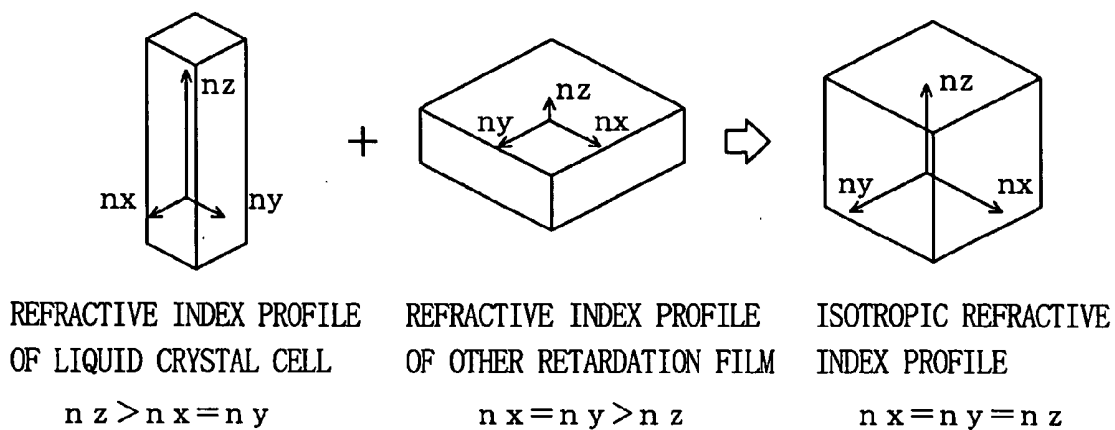 nz
nx
ny
+
nz
ny
nx
nz
ny
nx
REFRACTIVE INDEX PROFILE
OF LIQUID CRYSTAL CELL
nz>nx=ny
REFRACTIVE INDEX PROFILE
OF OTHER RETARDATION FILM
nx=ny>nz
ISOTROPIC REFRACTIVE
INDEX PROFILE
nx=ny=nz